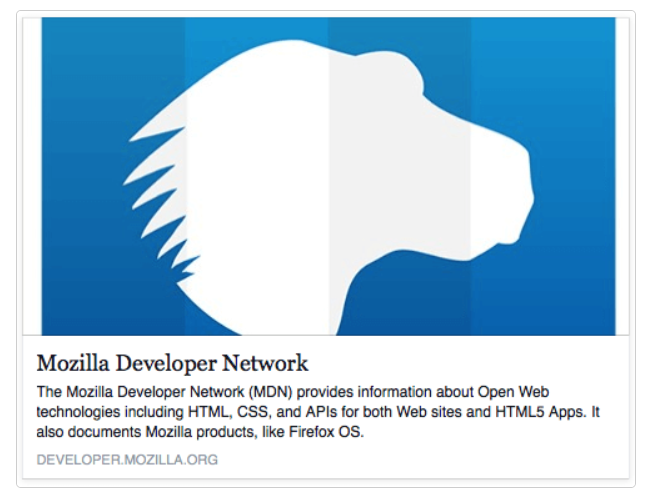 Mozilla Developer Network
The Mozilla Developer Network (MDN) provides information about Open Web
technologies including HTML, CSS, and APIs for both Web sites and HTML5 Apps. It
also documents Mozilla products, like Firefox OS.
DEVELOPER.MOZILLA.ORG